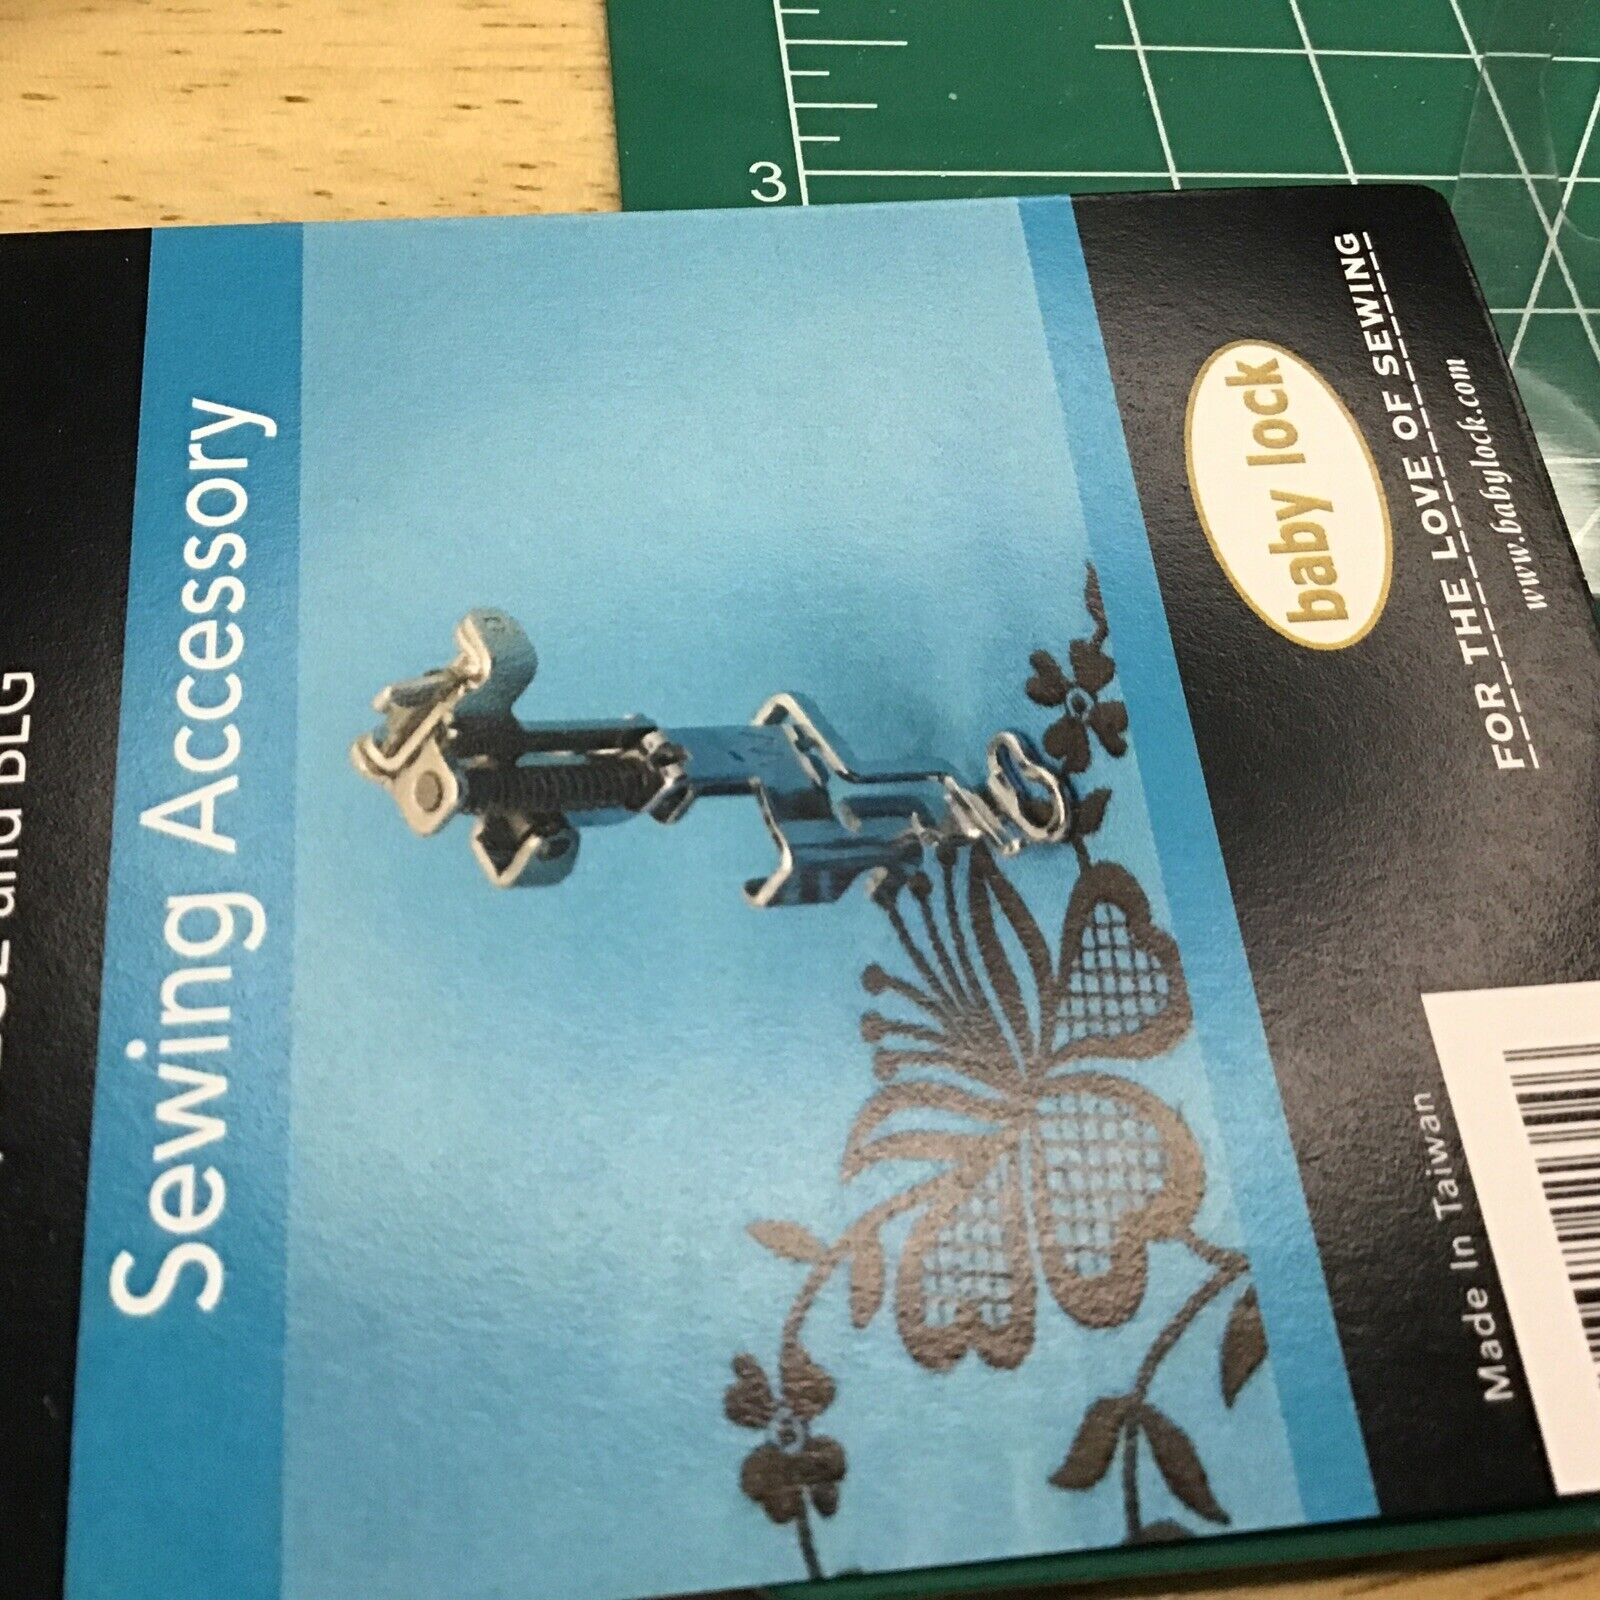 and BLG
Sewing Accessory
baby lock
FOR THE LOVE OF SEWING
www.babylock.com
Made In Taiwan
3